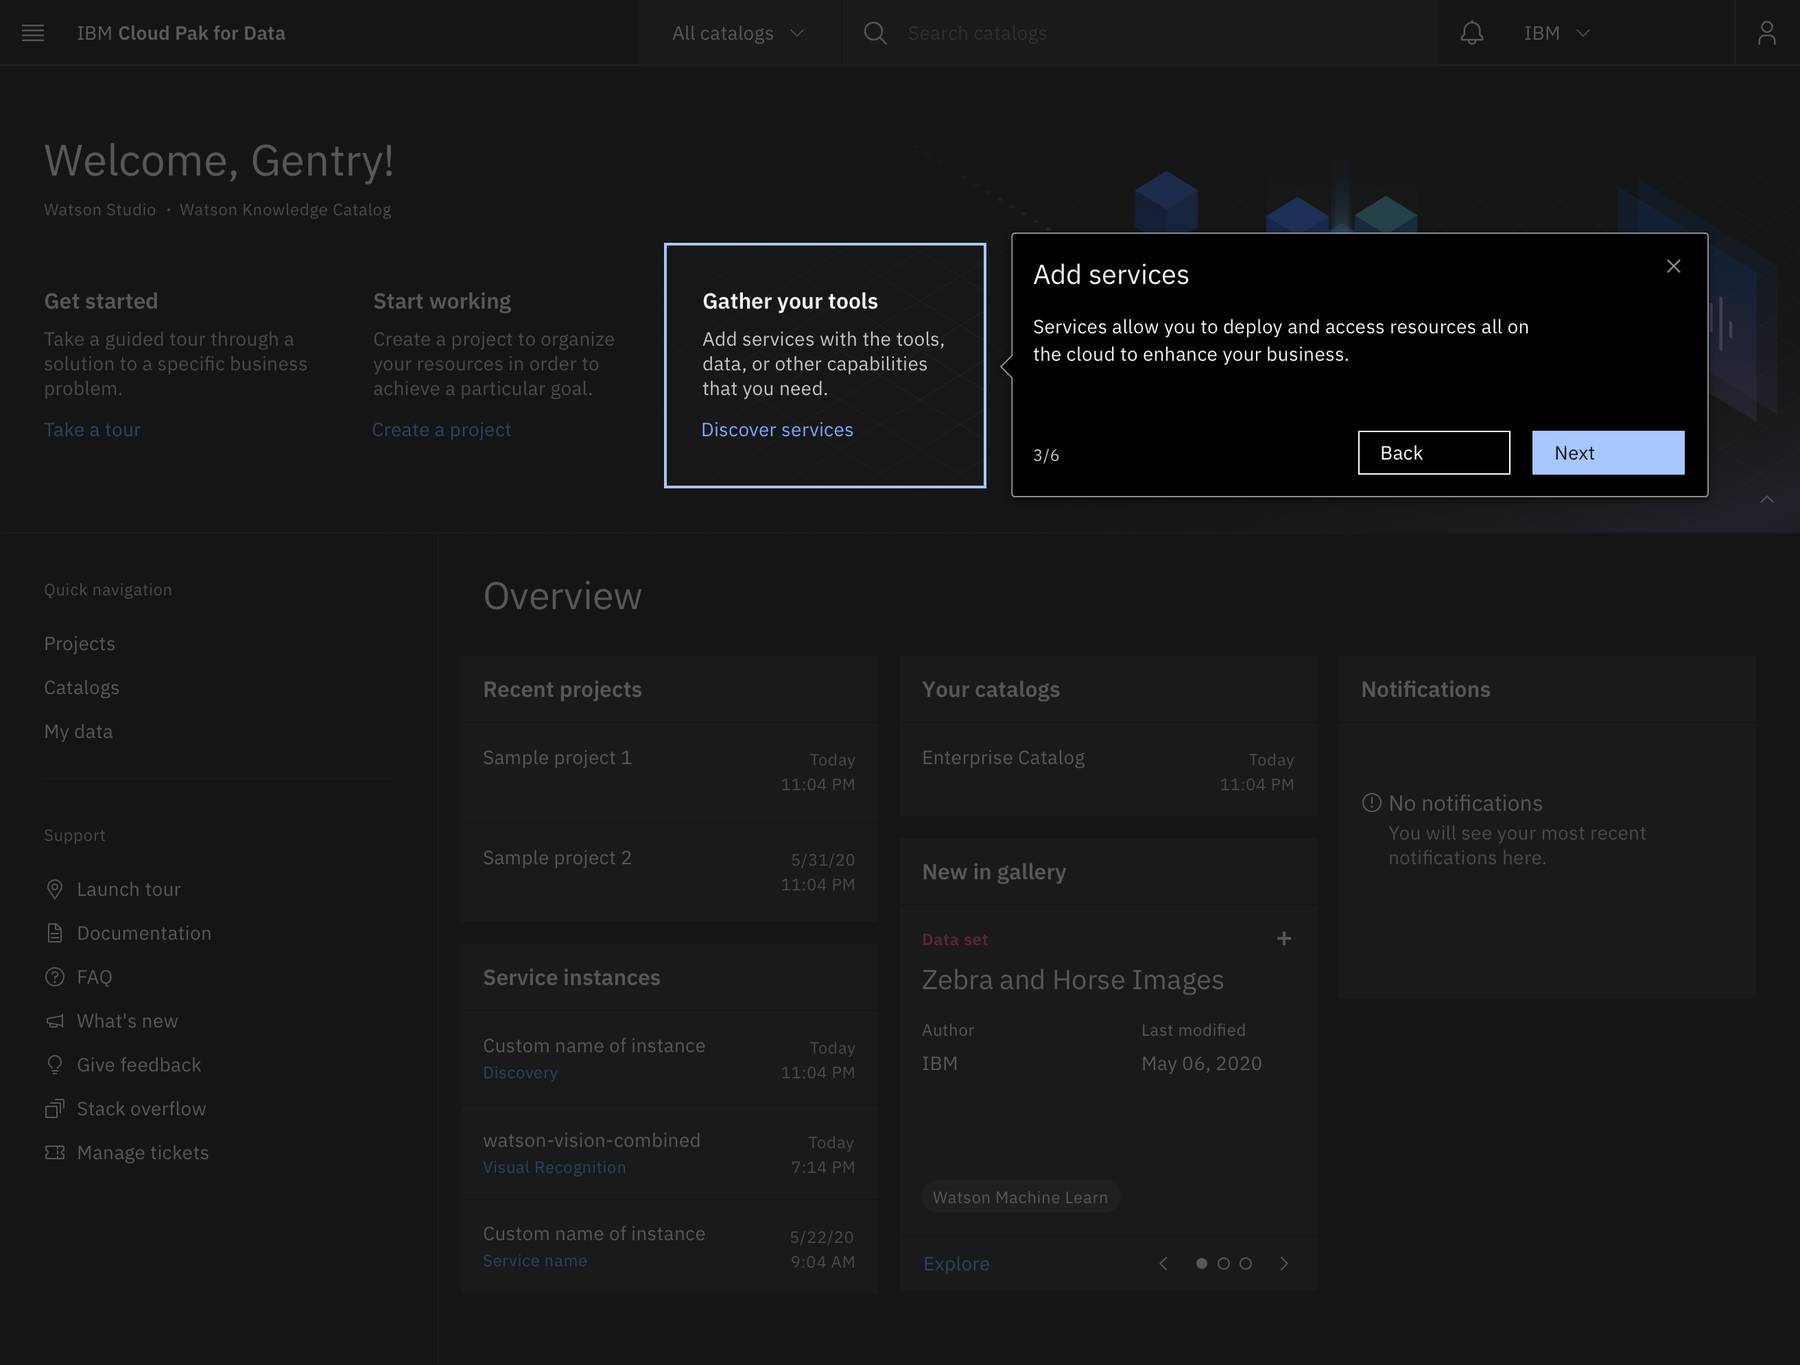 IBM Cloud Pak for Data
All catalogs
Search catalogs
IBM
Welcome, Gentry!
Watson Studio · Watson Knowledge Catalog
Get started
Take a guided tour through a
solution to a specific business
problem.
Take a tour
Start working
Create a project to organize
your resources in order to
achieve a particular goal.
Create a project
Gather your tools
Add services with the tools,
data, or other capabilities
that you need.
Discover services
Add services
Services allow you to deploy and access resources all on
the cloud to enhance your business.
3/6
Back
Next
Quick navigation
Projects
Catalogs
My data
Support
Launch tour
Documentation
FAQ
What's new
Give feedback
Stack overflow
Manage tickets
Overview
Recent projects
Sample project 1
Today
11:04 PM
Sample project 2
5/31/20
11:04 PM
Service instances
Custom name of instance
Today
Discovery
11:04 PM
watson-vision-combined
Today
Visual Recognition
7:14 PM
Custom name of instance
5/22/20
Service name
9:04 AM
Your catalogs
Enterprise Catalog
Today
11:04 PM
New in gallery
Data set
Zebra and Horse Images
Author
Last modified
IBM
May 06, 2020
Watson Machine Learn
Explore
Notifications
No notifications
You will see your most recent
notifications here.